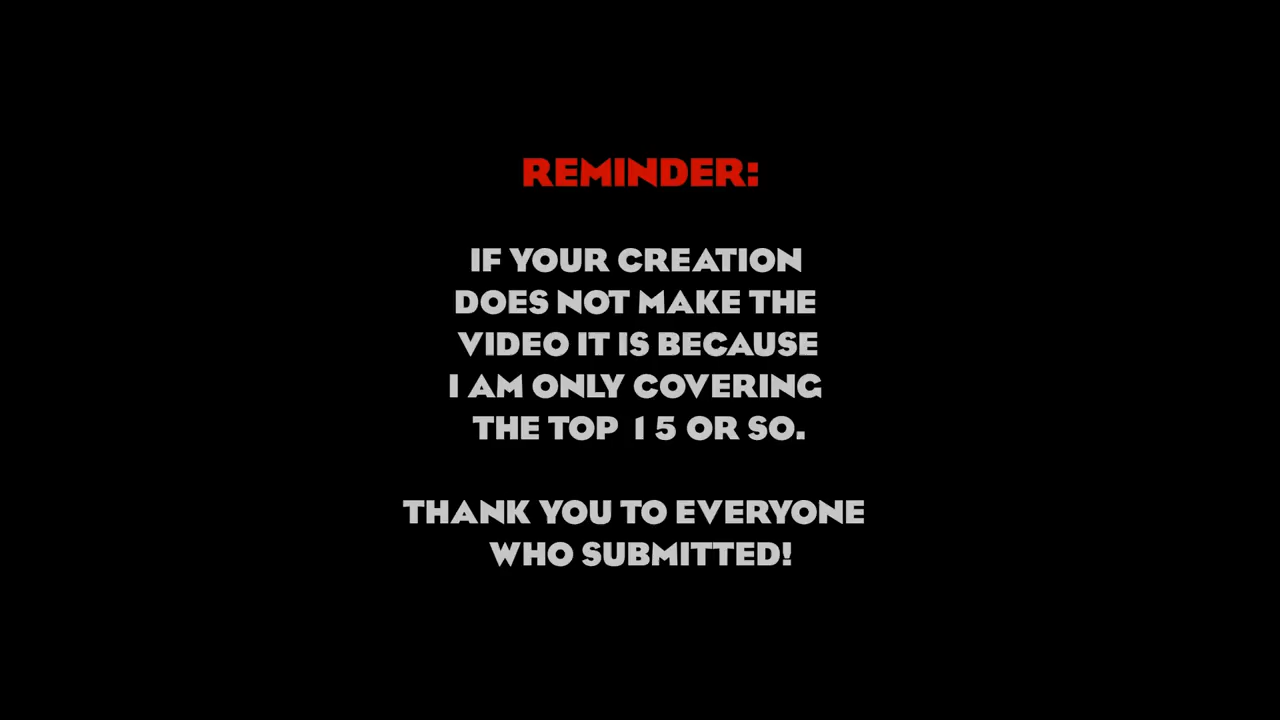 REMINDER:
IF YOUR CREATION
DOES NOT MAKE THE
VIDEO IT IS BECAUSE
I AM ONLY COVERING
THE TOP 15 OR SO.
THANK YOU TO EVERYONE
WHO SUBMITTED!